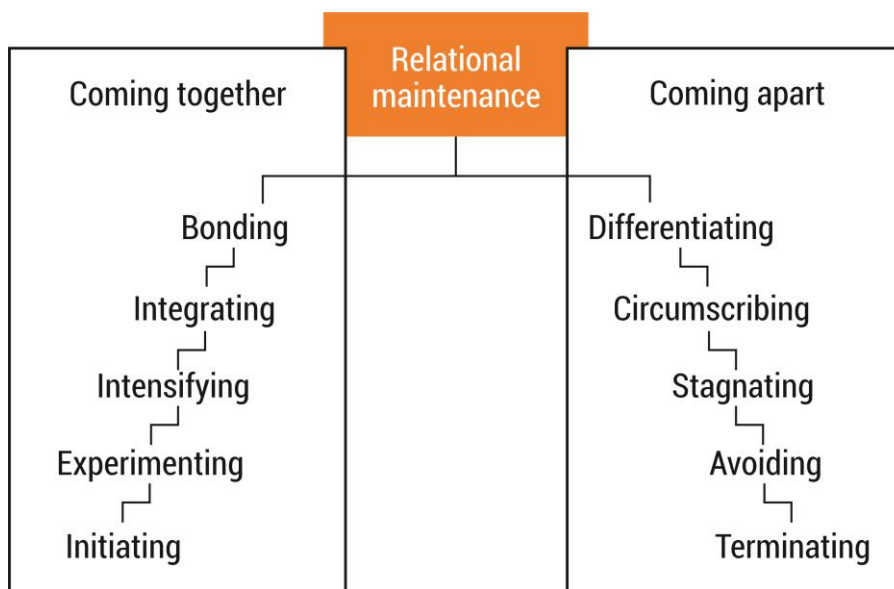 Relational
maintenance
Coming together
Coming apart
Bonding
Integrating
Intensifying
Experimenting
Initiating
Differentiating
Circumscribing
Stagnating
Avoiding
Terminating